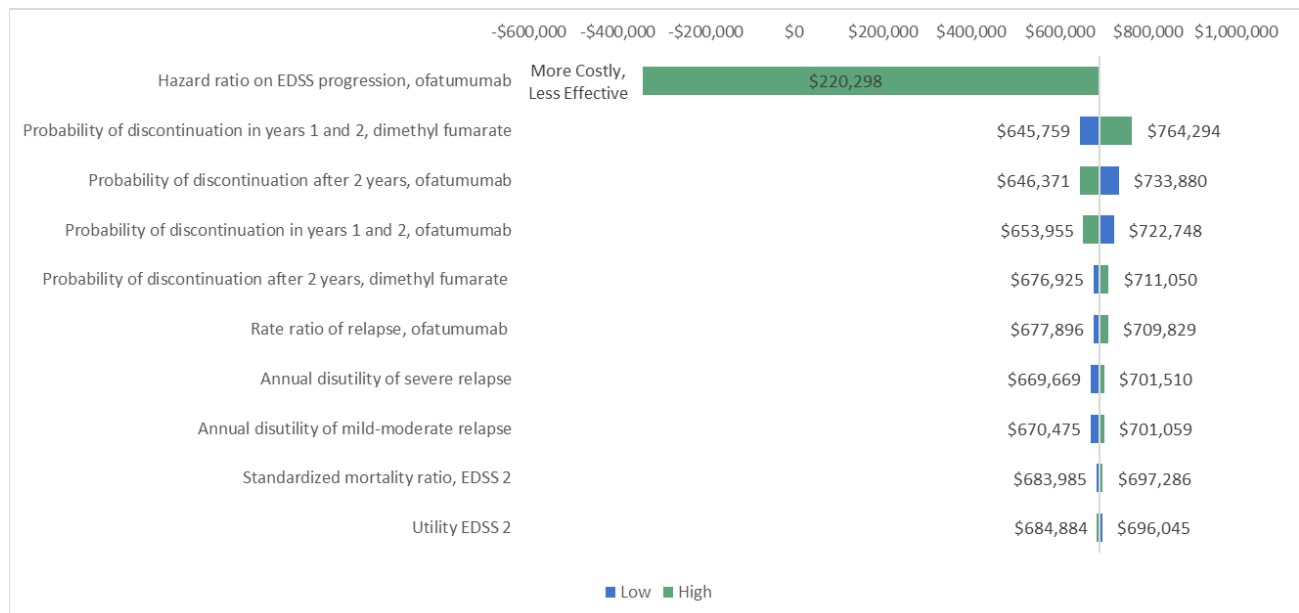 -$600,000 -$400,000 -$200,000 $0 $200,000 $400,000 $600,000 $800,000 $1,000,000
Hazard ratio on EDSS progression, ofatumumab
More Costly,
Less Effective
$220,298
Probability of discontinuation in years 1 and 2, dimethyl fumarate $645,759 $764,294
Probability of discontinuation after 2 years, ofatumumab $646,371 $733,880
Probability of discontinuation in years 1 and 2, ofatumumab $653,955 $722,748
Probability of discontinuation after 2 years, dimethyl fumarate $676,925 $711,050
Rate ratio of relapse, ofatumumab $677,896 $709,829
Annual disutility of severe relapse $669,669 $701,510
Annual disutility of mild-moderate relapse $670,475 $701,059
Standardized mortality ratio, EDSS 2 $683,985 $697,286
Utility EDSS 2 $684,884 $696,045
Low High